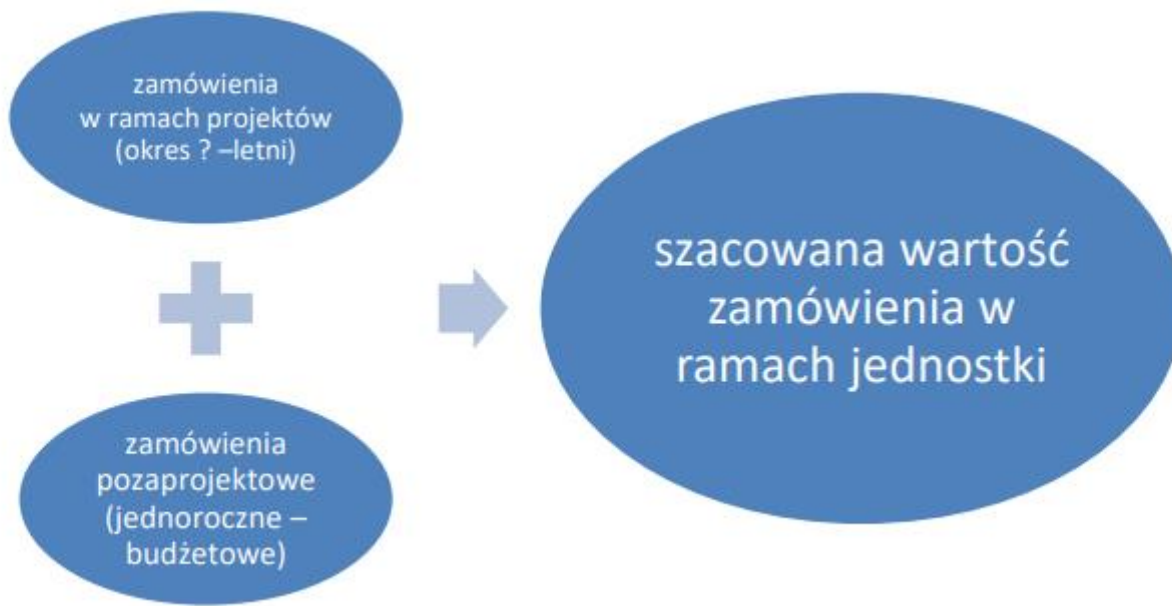 zamówienia
w ramach projektów
(okres ? –letni)
zamówienia
pozaprojektowe
(jednoroczne –
budżetowe)
szacowana wartość
zamówienia w
ramach jednostki